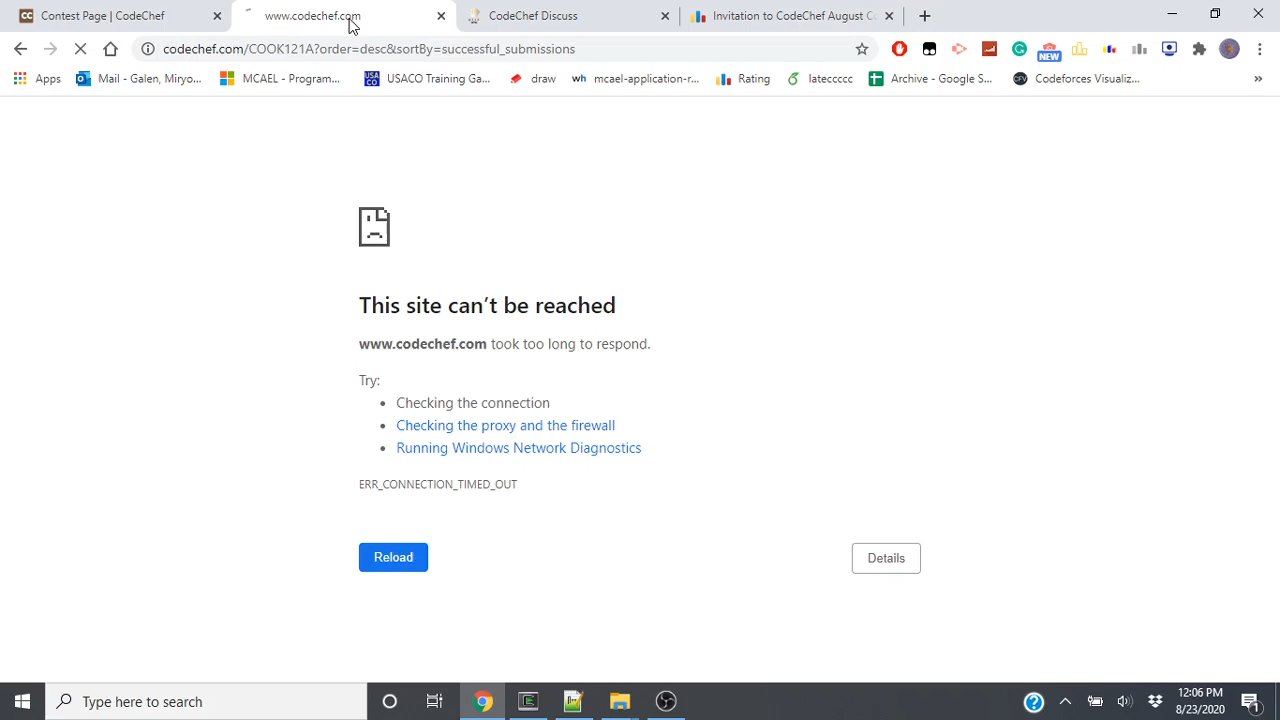 Contest Page | CodeChef
www.codechef.com
CodeChef Discuss
Invitation to CodeChef August Co
codechef.com/COOK121A?order=desc&sortBy=successful_submissions
NEW
Apps
Mail - Galen, Miryo...
MCAEL - Program...
USACO Training Ga...
draw
mcael-application-r...
Rating
lateccccc
Archive - Google S...
Codeforces Visualiz...
This site can't be reached
www.codechef.com took too long to respond.
Try:
Checking the connection
Checking the proxy and the firewall
Running Windows Network Diagnostics
ERR_CONNECTION_TIMED_OUT
Reload
Details
Type here to search
12:06 PM
8/23/2020